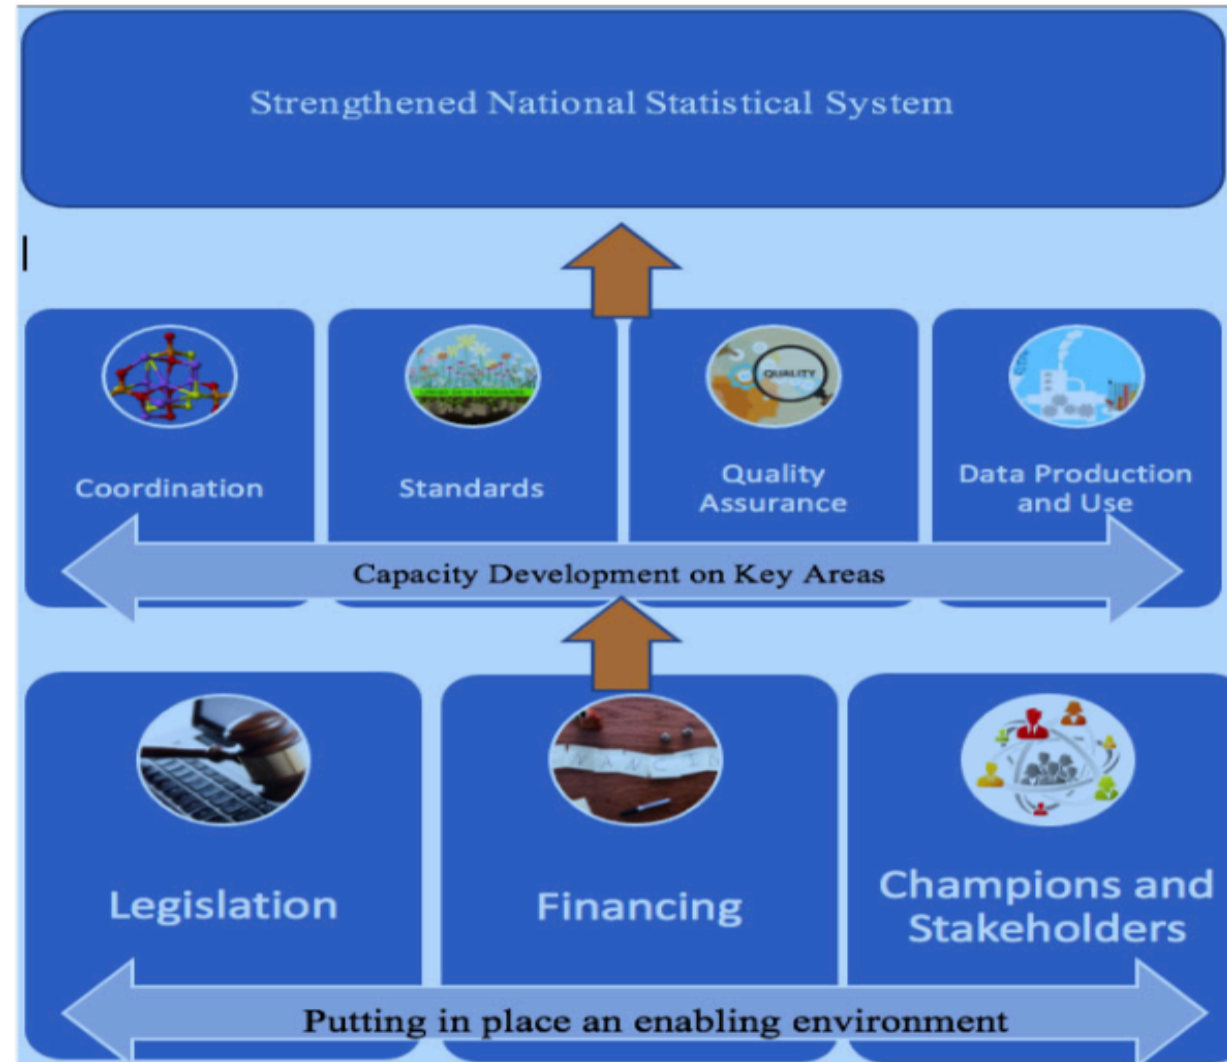 Strengthened National Statistical System
Coordination
Standards
QUALITY
Quality
Assurance
Data Production
and Use
Capacity Development on Key Areas
Legislation
Financing
Champions and
Stakeholders
Putting in place an enabling environment